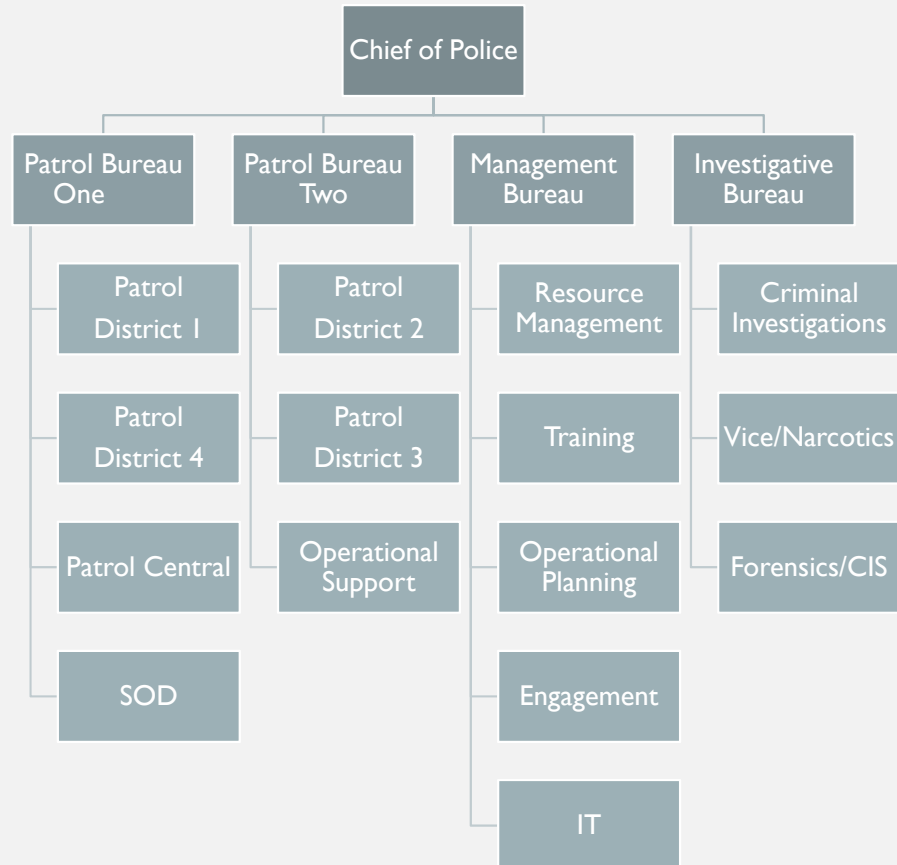 Chief of Police
Patrol Bureau
One
Patrol Bureau
Two
Management
Bureau
Investigative
Bureau
Patrol
District 1
Patrol
District 4
Patrol Central
SOD
Patrol
District 2
Patrol
District 3
Operational
Support
Resource
Management
Training
Operational
Planning
Engagement
IT
Criminal
Investigations
Vice/Narcotics
Forensics/CIS